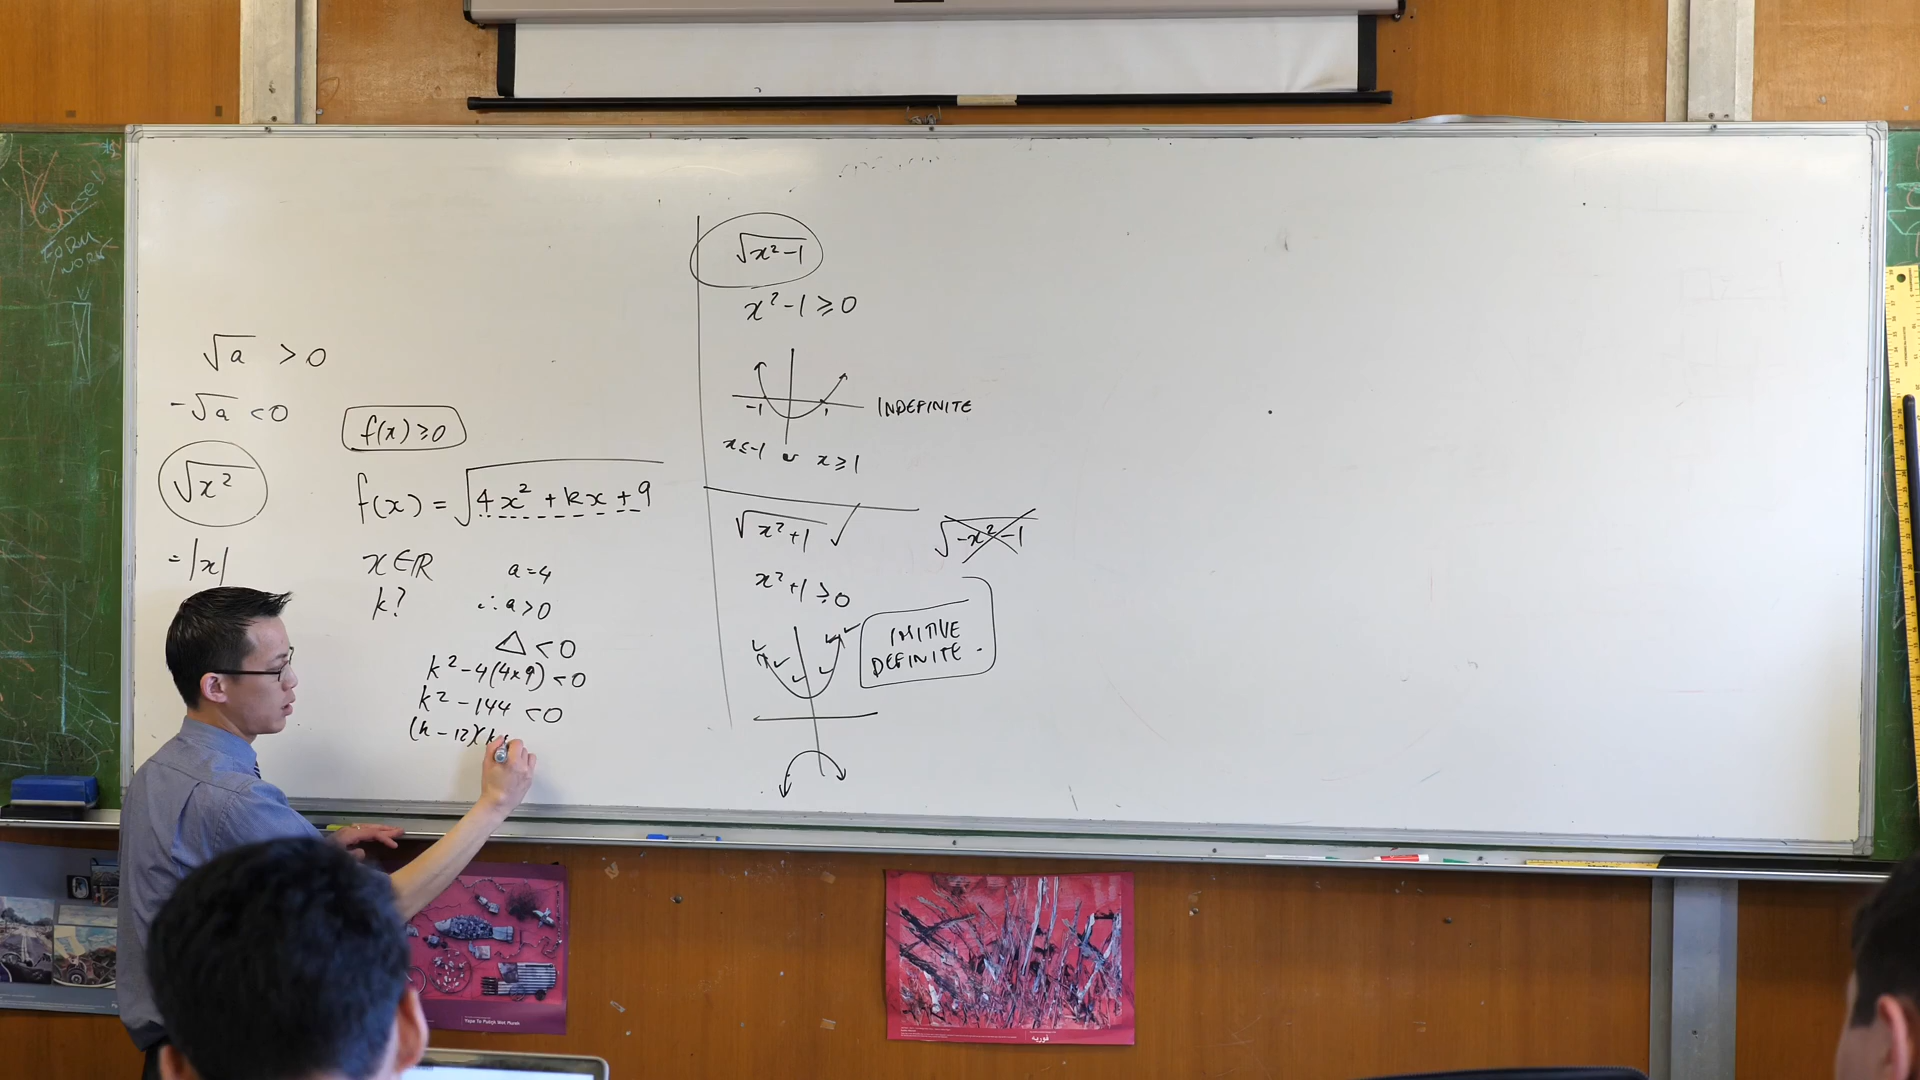 √a > 0
-√a < 0
√x²
= |x|
f(x) ≥ 0
f(x) = √4x² + kx + 9
x ∈ ℝ
k?
a = 4
∴ a > 0
△ < 0
k² - 4(4×9) < 0
k² - 144 < 0
(k - 12)(k
√x² - 1
x² - 1 ≥ 0
-1 1
INDEFINITE
x ≤ -1 or x ≥ 1
√x² + 1 ✓
x² + 1 ≥ 0
√-x² - 1
POSITIVE
DEFINITE.
FORM